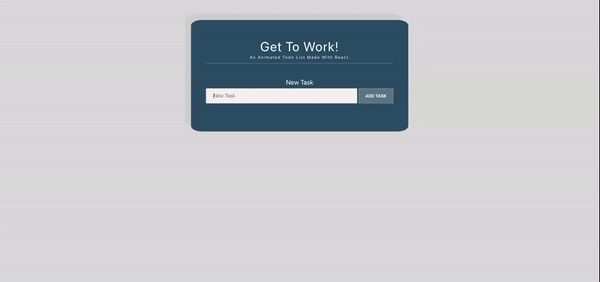 Get To Work!
An Animated Todo List Made With React.
New Task
New Task
ADD TASK